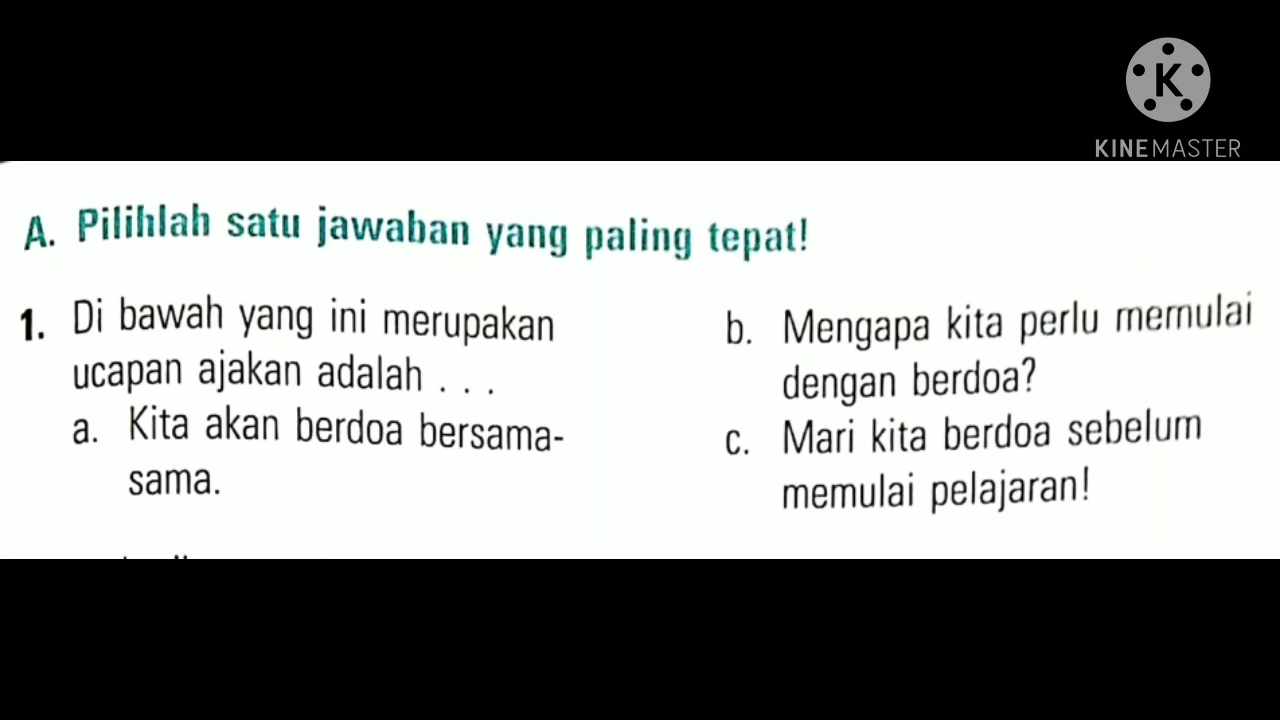 KINEMASTER
A. Pilihlah satu jawaban yang paling tepat!
1. Di bawah yang ini merupakan
ucapan ajakan adalah . . .
a. Kita akan berdoa bersama-
sama.
b. Mengapa kita perlu memulai
dengan berdoa?
c. Mari kita berdoa sebelum
memulai pelajaran!